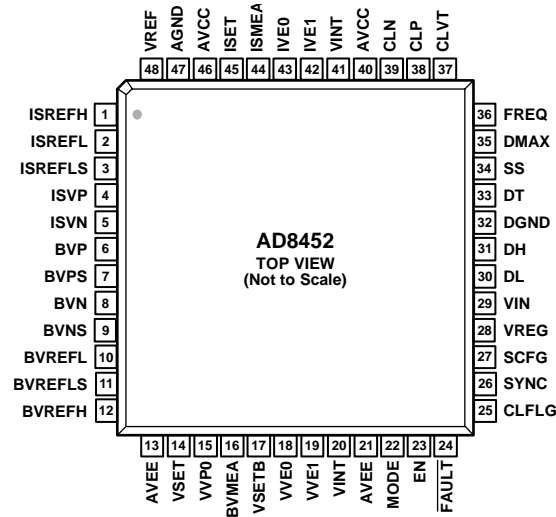 VREF
AGND
AVCC
ISET
ISMEA
IVE0
IVE1
VINT
AVCC
CLN
CLP
CLVT
48 47 46 45 44 43 42 41 40 39 38 37
ISREFH 1
ISREFL 2
ISREFLS 3
ISVP 4
ISVN 5
BVP 6
BVPS 7
BVN 8
BVNS 9
BVREFL 10
BVREFLS 11
BVREFH 12
AD8452
TOP VIEW
(Not to Scale)
36 FREQ
35 DMAX
34 SS
33 DT
32 DGND
31 DH
30 DL
29 VIN
28 VREG
27 SCFG
26 SYNC
25 CLFLG
13 14 15 16 17 18 19 20 21 22 23 24
AVEE
VSET
VVP0
BVMEA
VSETB
VVE0
VVE1
VINT
AVEE
MODE
EN
FAULT